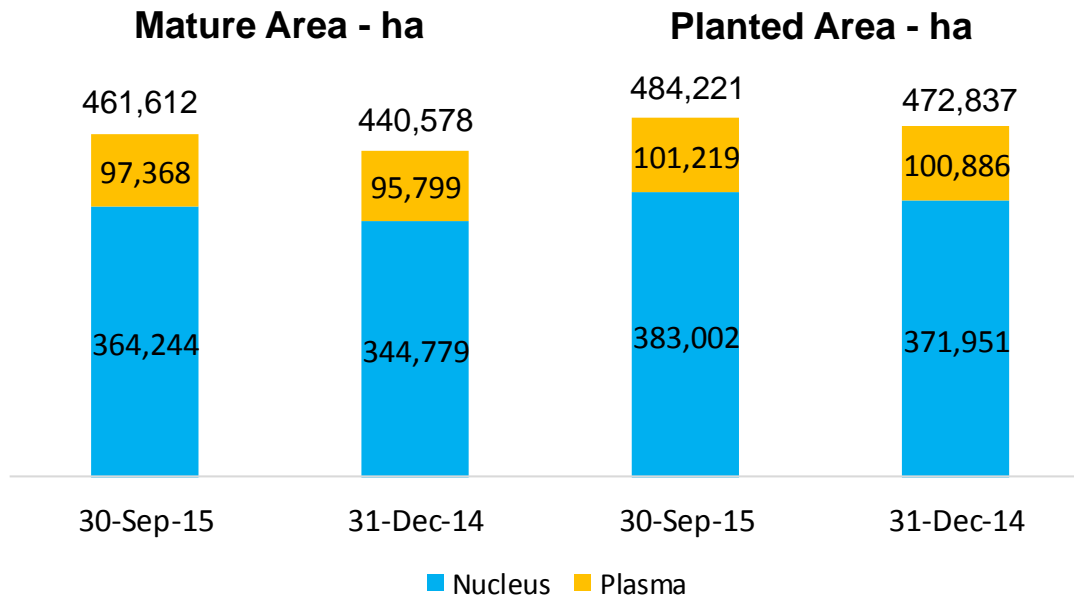 Mature Area - ha
Planted Area - ha
461,612
440,578
484,221
472,837
97,368
95,799
101,219
100,886
364,244
344,779
383,002
371,951
30-Sep-15
31-Dec-14
30-Sep-15
31-Dec-14
Nucleus
Plasma